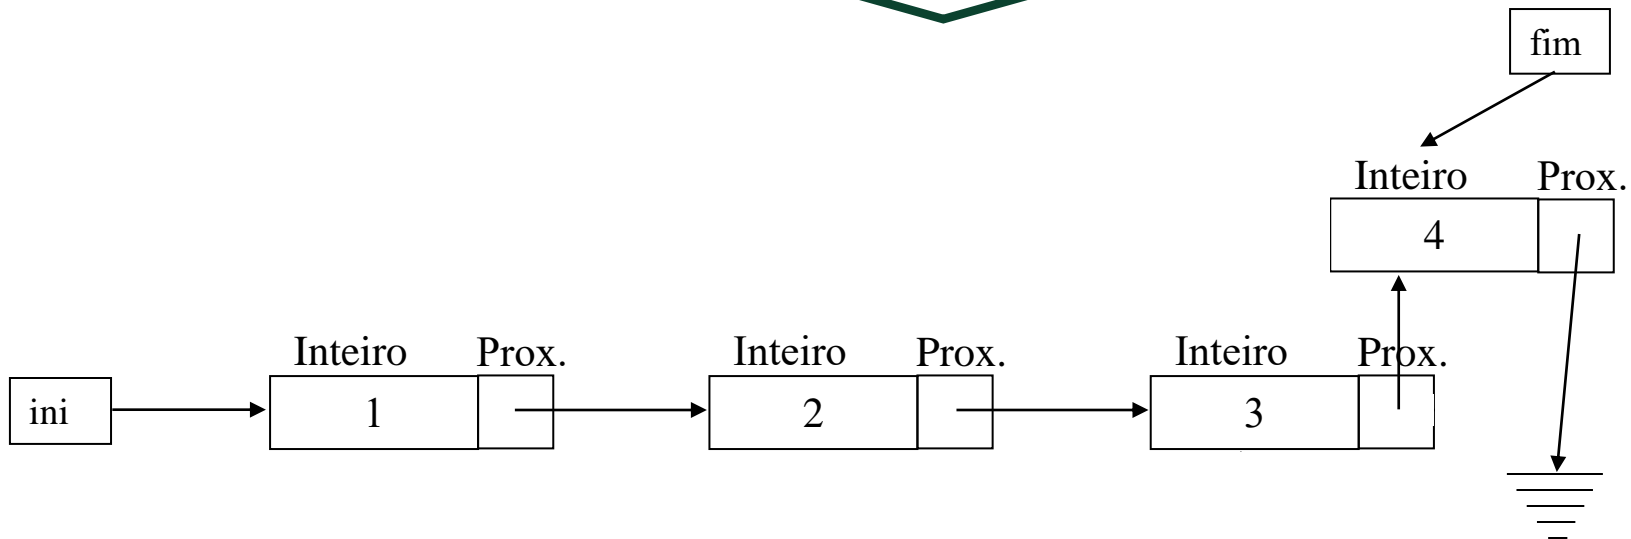 fim
Inteiro Prox.
4
Inteiro Prox. Inteiro Prox. Inteiro Prox.
ini 1 2 3